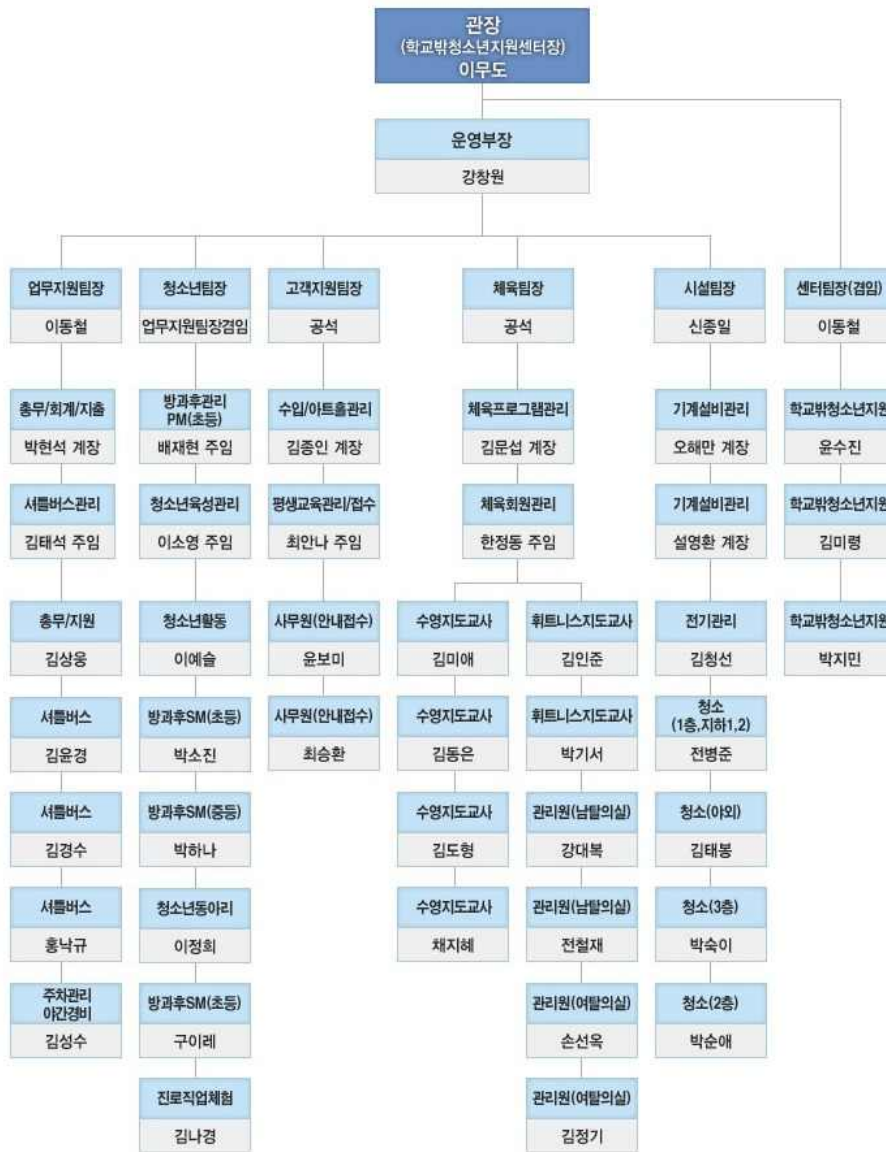 관장
(학교밖청소년지원센터장)
이무도
운영부장
강창원
업무지원팀장
이동철
총무/회계/지출
박현석 계장
셔틀버스관리
김태석 주임
총무/지원
김상웅
셔틀버스
김윤경
셔틀버스
김경수
셔틀버스
홍낙규
주차관리
야간경비
김성수
청소년팀장
업무지원팀장겸임
방과후관리
PM(초등)
배재현 주임
청소년육성관리
이소영 주임
청소년활동
이예슬
방과후SM(초등)
박소진
방과후SM(중등)
박하나
청소년동아리
이정희
방과후SM(초등)
구이레
진로직업체험
김나경
고객지원팀장
공석
수입/아트홀관리
김종인 계장
평생교육관리/접수
최안나 주임
사무원(안내접수)
윤보미
사무원(안내접수)
최승환
체육팀장
공석
체육프로그램관리
김문섭 계장
체육회원관리
한정동 주임
수영지도교사
김미애
수영지도교사
김동은
수영지도교사
김도형
수영지도교사
채지혜
휘트니스지도교사
김인준
휘트니스지도교사
박기서
관리원(남탈의실)
강대복
관리원(남탈의실)
전철재
관리원(여탈의실)
손선옥
관리원(여탈의실)
김정기
시설팀장
신종일
기계설비관리
오해만 계장
기계설비관리
설영환 계장
전기관리
김청선
청소
(1층,지하1,2)
전병준
청소(야외)
김태봉
청소(3층)
박숙이
청소(2층)
박순애
센터팀장(겸임)
이동철
학교밖청소년지원
윤수진
학교밖청소년지원
김미령
학교밖청소년지원
박지민